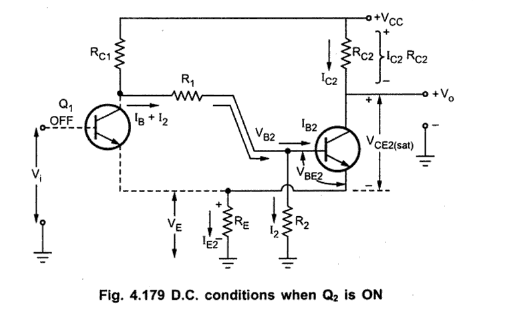 +VCC
RC1
RC2
+
IC2 RC2
−
IC2
R1
+Vo
Q1
OFF
IB + I2
VB2
IB2
+
VCE2(sat)
−
Vi
VBE2
−
VE
+
RE
IE2
−
I2
R2
Fig. 4.179 D.C. conditions when Q2 is ON